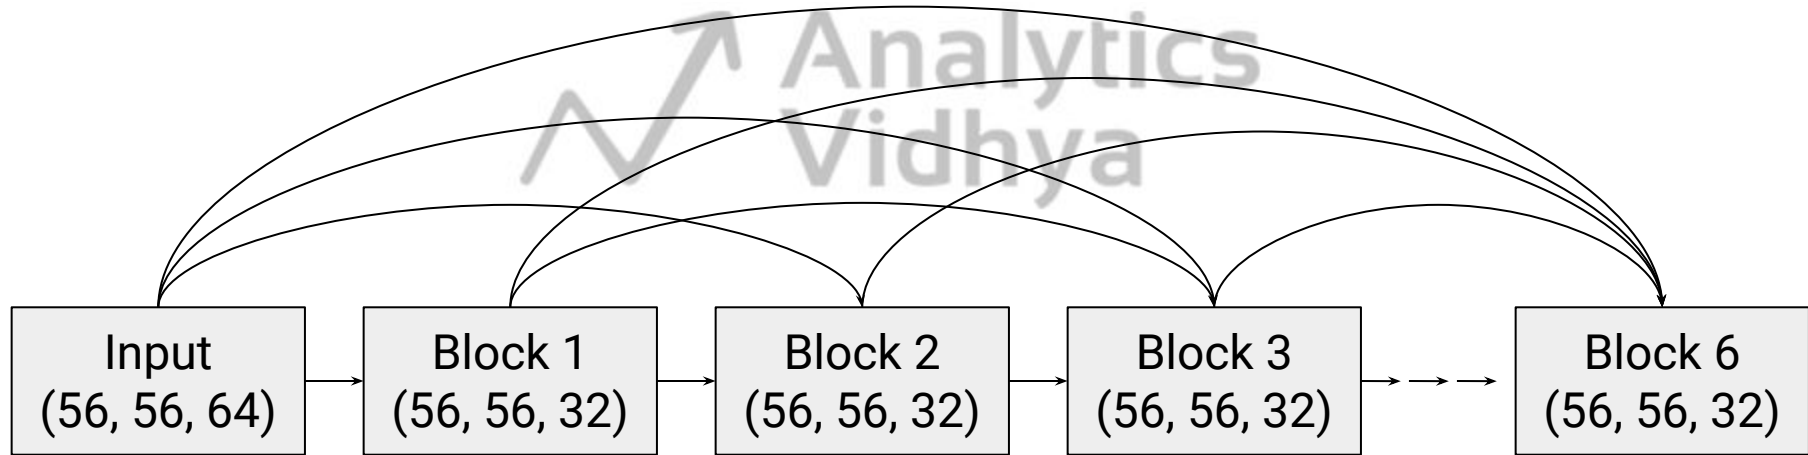 Analytics
Vidhya
Input
(56, 56, 64)
Block 1
(56, 56, 32)
Block 2
(56, 56, 32)
Block 3
(56, 56, 32)
Block 6
(56, 56, 32)